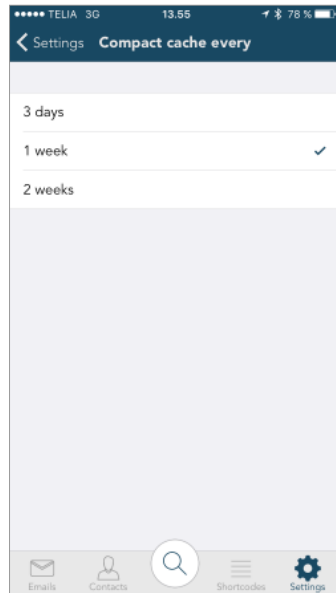 TELIA 3G 13.55 78 %
Settings Compact cache every
3 days
1 week
2 weeks
Emails Contacts Shortcodes Settings